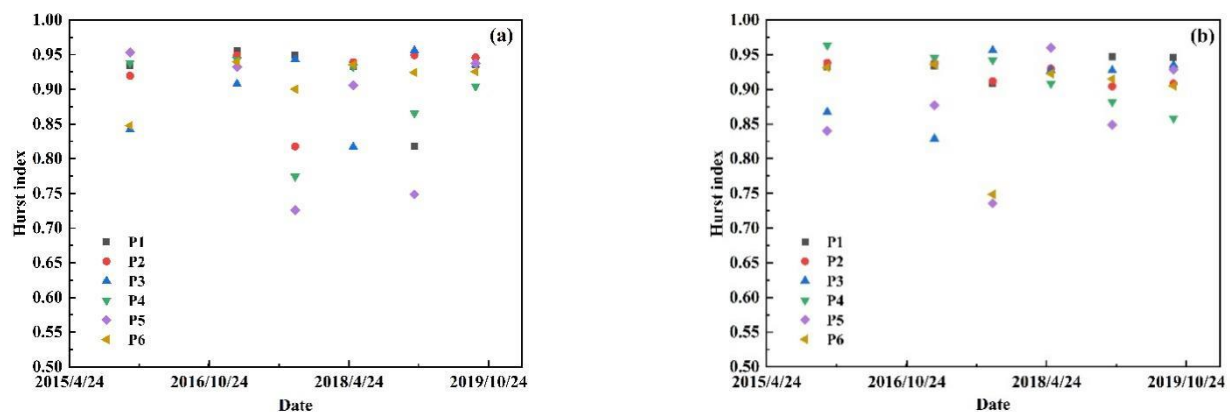 (a)
1.00
0.95
0.90
0.85
0.80
0.75
0.70
0.65
0.60
0.55
0.50
Hurst index
P1
P2
P3
P4
P5
P6
2015/4/24 2016/10/24 2018/4/24 2019/10/24
Date
(b)
1.00
0.95
0.90
0.85
0.80
0.75
0.70
0.65
0.60
0.55
0.50
Hurst index
P1
P2
P3
P4
P5
P6
2015/4/24 2016/10/24 2018/4/24 2019/10/24
Date